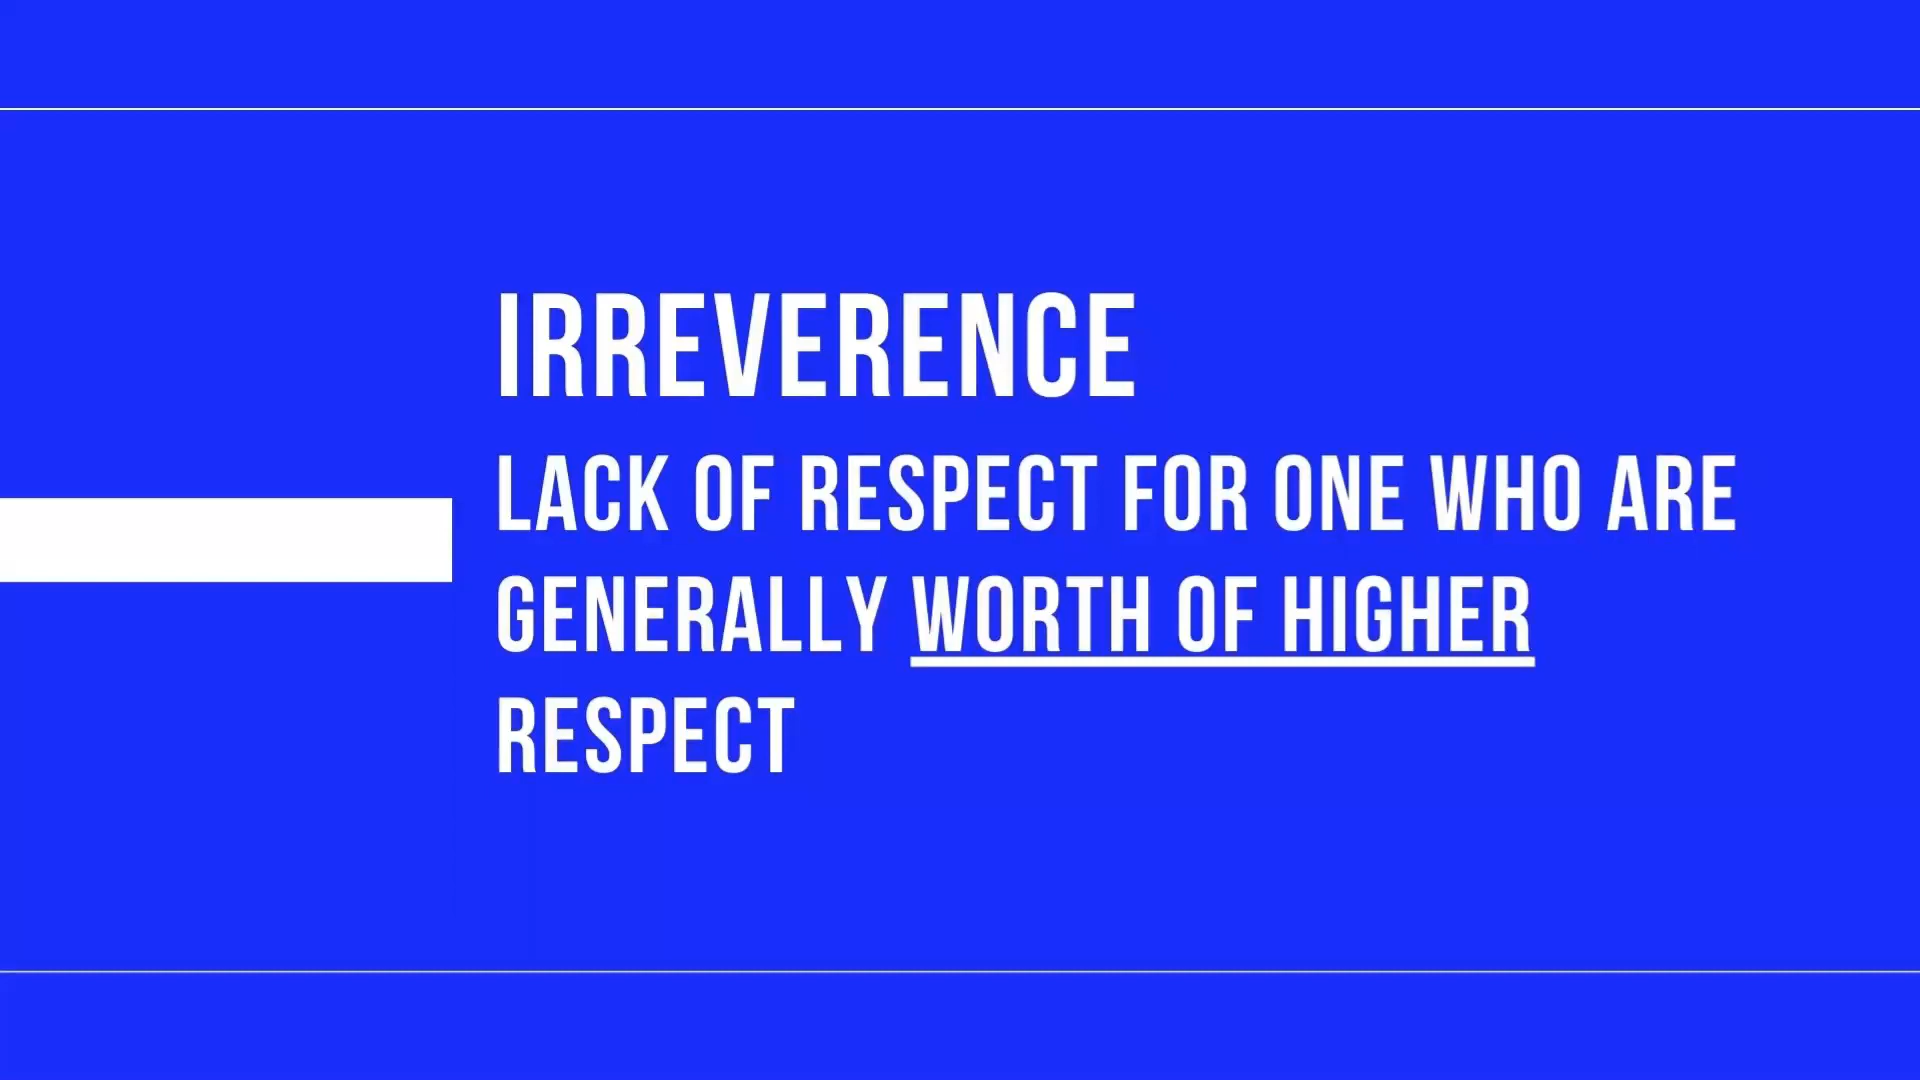 IRREVERENCE
LACK OF RESPECT FOR ONE WHO ARE
GENERALLY WORTH OF HIGHER
RESPECT